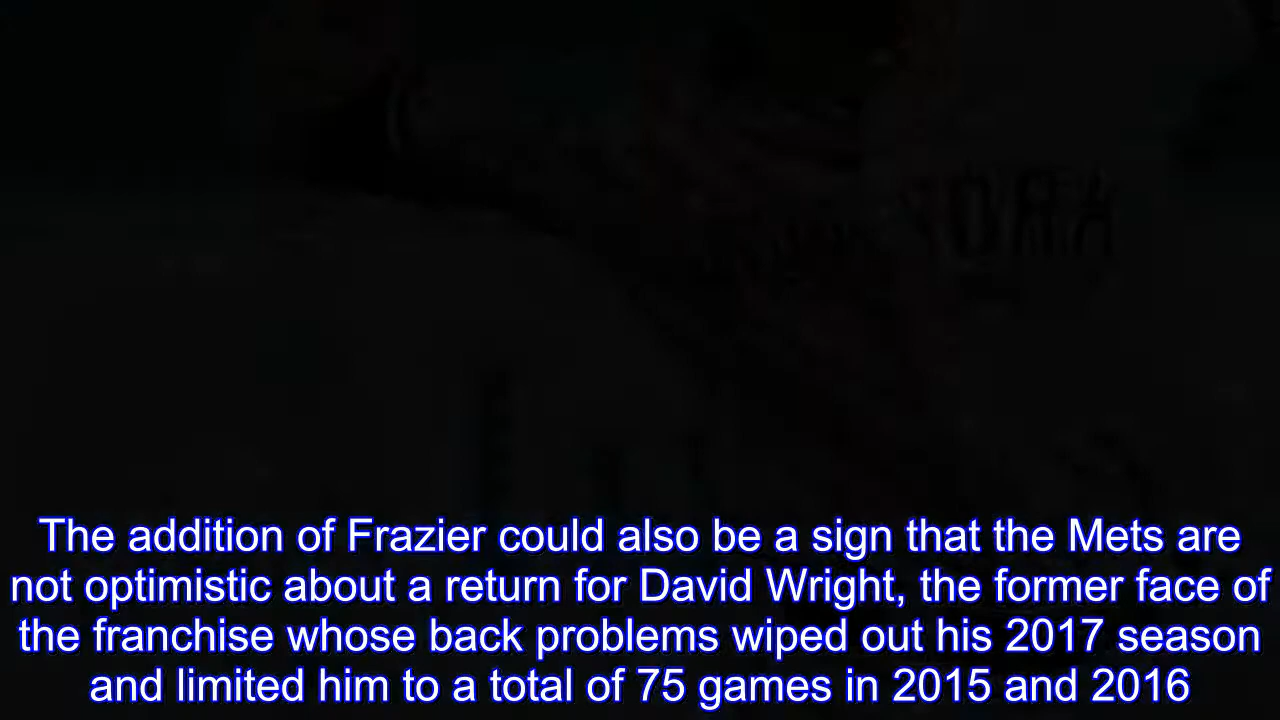 The addition of Frazier could also be a sign that the Mets are
not optimistic about a return for David Wright, the former face of
the franchise whose back problems wiped out his 2017 season
and limited him to a total of 75 games in 2015 and 2016